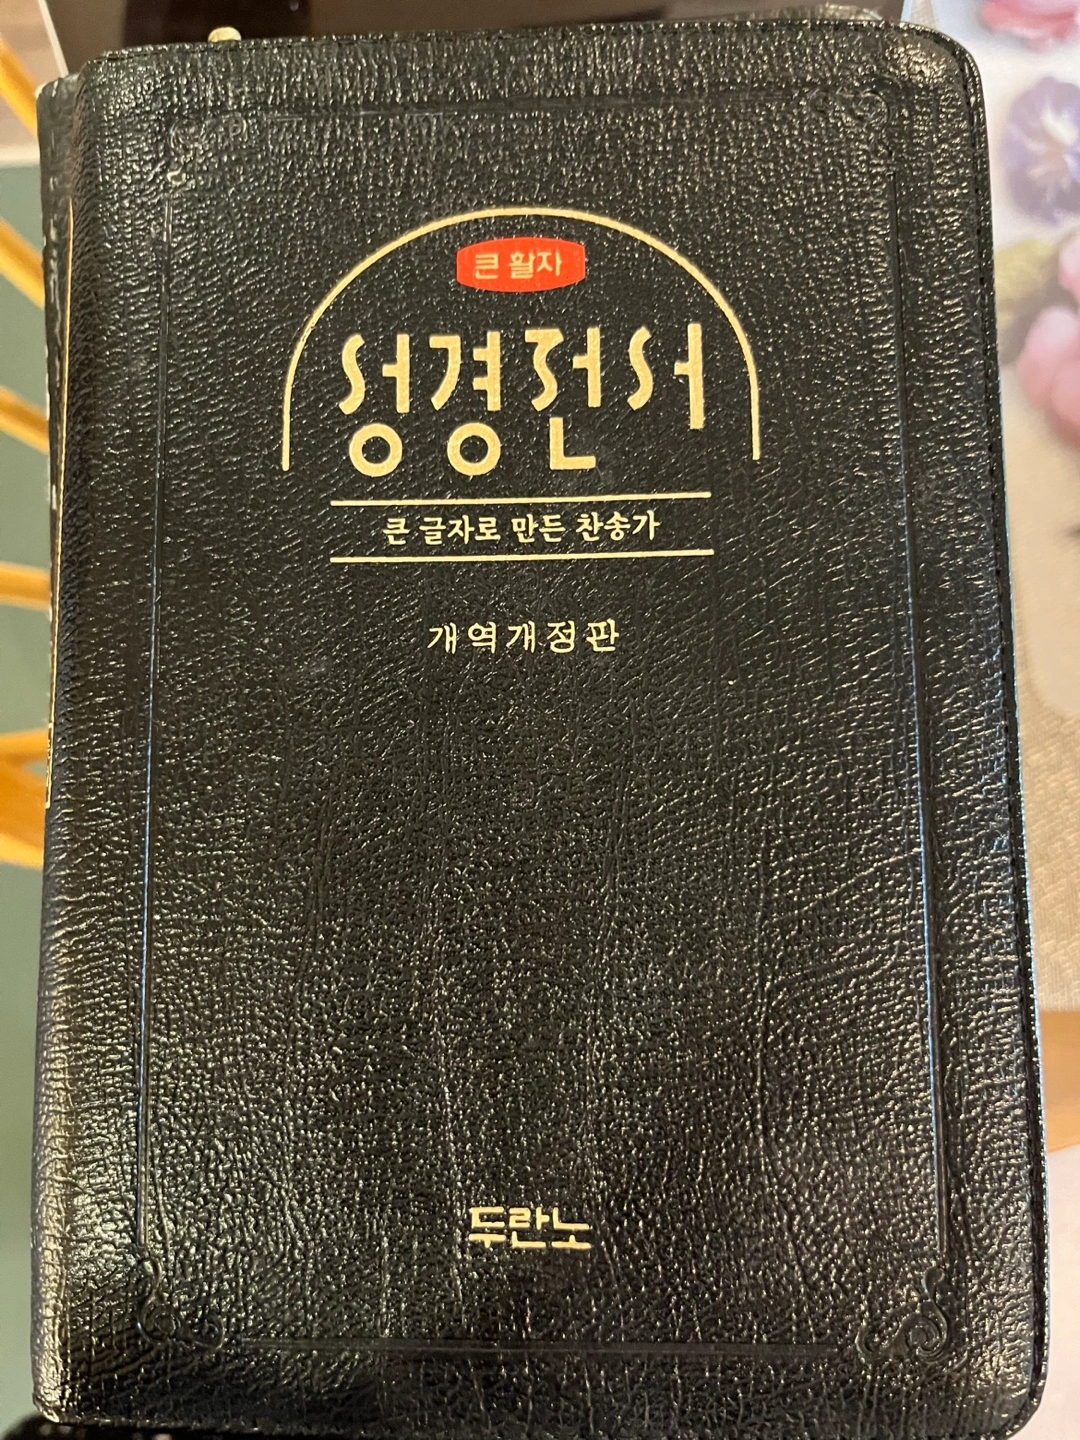 큰 활자
성경전서
큰 글자로 만든 찬송가
개역개정판
두란노